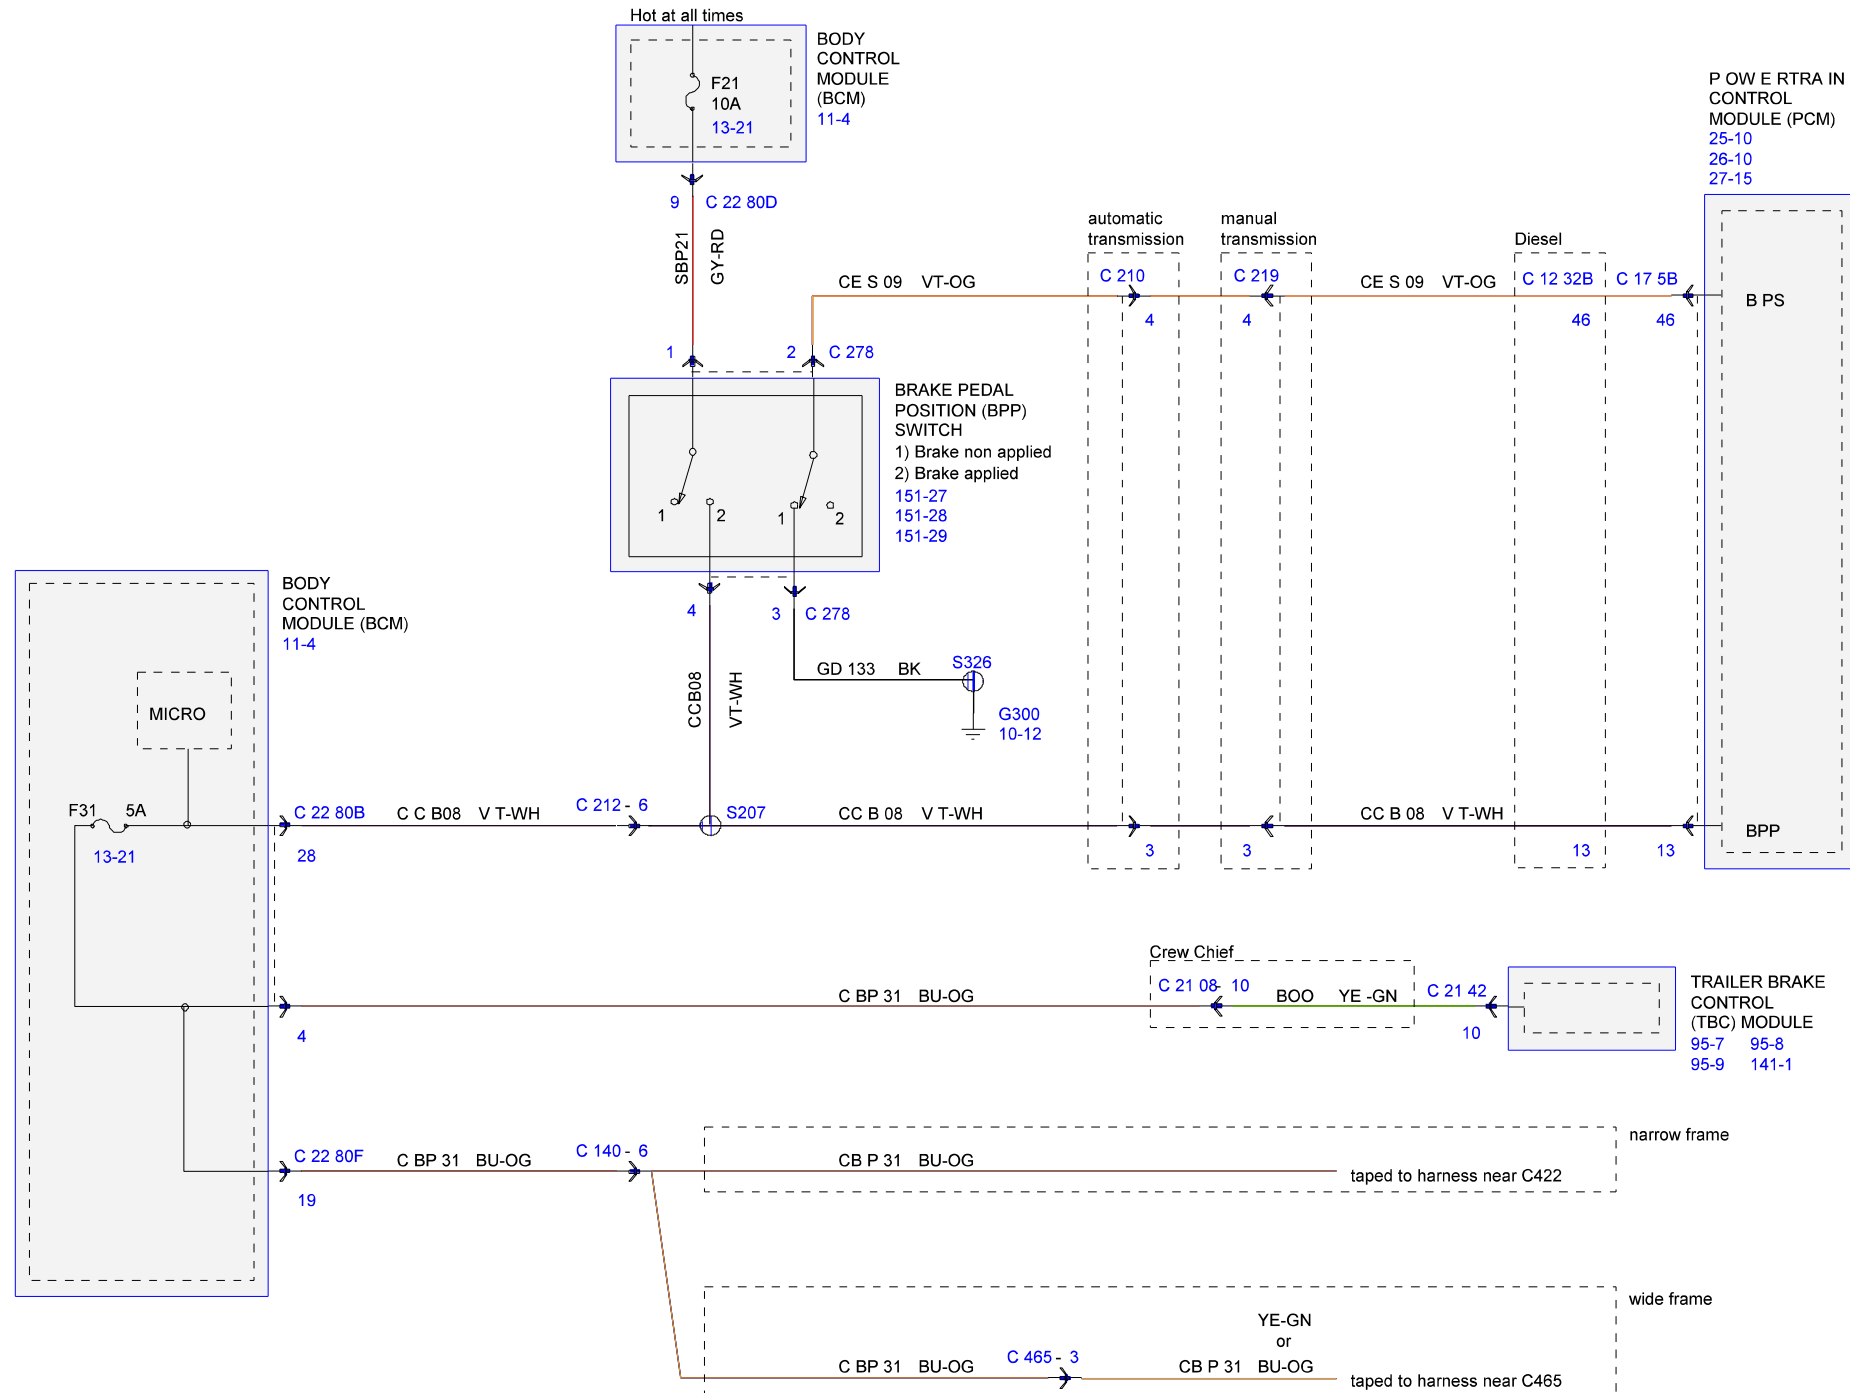 Hot at all times
BODY
CONTROL
MODULE
(BCM)
11-4
F21
10A
13-21
9 C 22 80D
SBP21
GY-RD
P OW E RTRA IN
CONTROL
MODULE (PCM)
25-10
26-10
27-15
automatic
transmission
manual
transmission
Diesel
CE S 09 VT-OG
C 210
C 219
CE S 09 VT-OG
C 12 32B
C 17 5B
B PS
4
4
46
46
1
2 C 278
BRAKE PEDAL
POSITION (BPP)
SWITCH
1) Brake non applied
2) Brake applied
151-27
151-28
151-29
1 2
1 2
4
3 C 278
BODY
CONTROL
MODULE (BCM)
11-4
CCB08
VT-WH
GD 133 BK
S326
G300
10-12
MICRO
F31 5A
13-21
C 22 80B
28
C C B08 V T-WH
C 212 - 6
S207
CC B 08 V T-WH
3
3
CC B 08 V T-WH
13
13
BPP
Crew Chief
C 21 08- 10
BOO YE -GN
C 21 42
10
TRAILER BRAKE
CONTROL
(TBC) MODULE
95-7 95-8
95-9 141-1
4
C BP 31 BU-OG
C 22 80F
19
C BP 31 BU-OG
C 140 - 6
CB P 31 BU-OG
taped to harness near C422
narrow frame
wide frame
YE-GN
or
C BP 31 BU-OG
C 465 - 3
CB P 31 BU-OG
taped to harness near C465